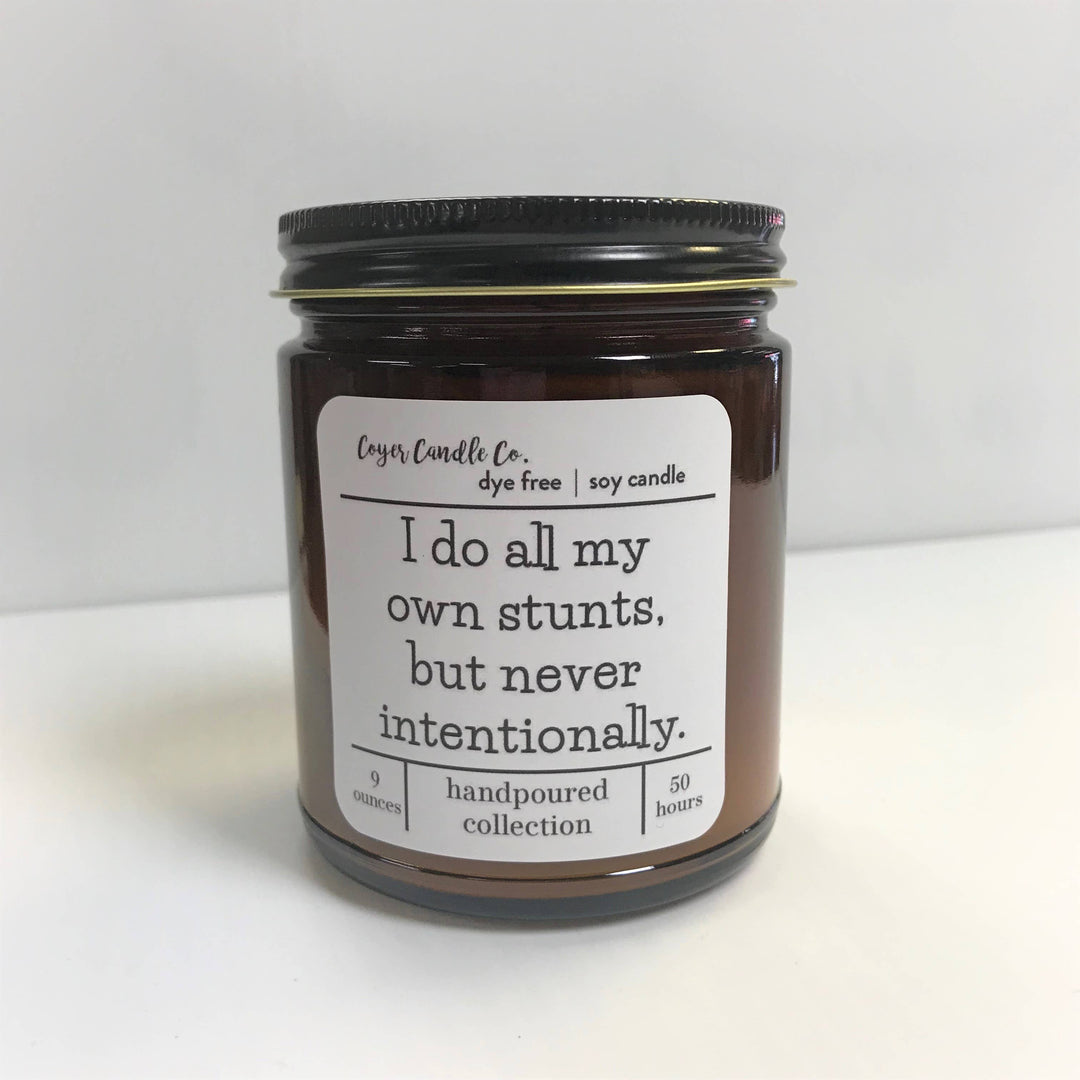 Coyer Candle Co.
dye free | soy candle
I do all my
own stunts,
but never
intentionally.
9
ounces
handpoured
collection
50
hours